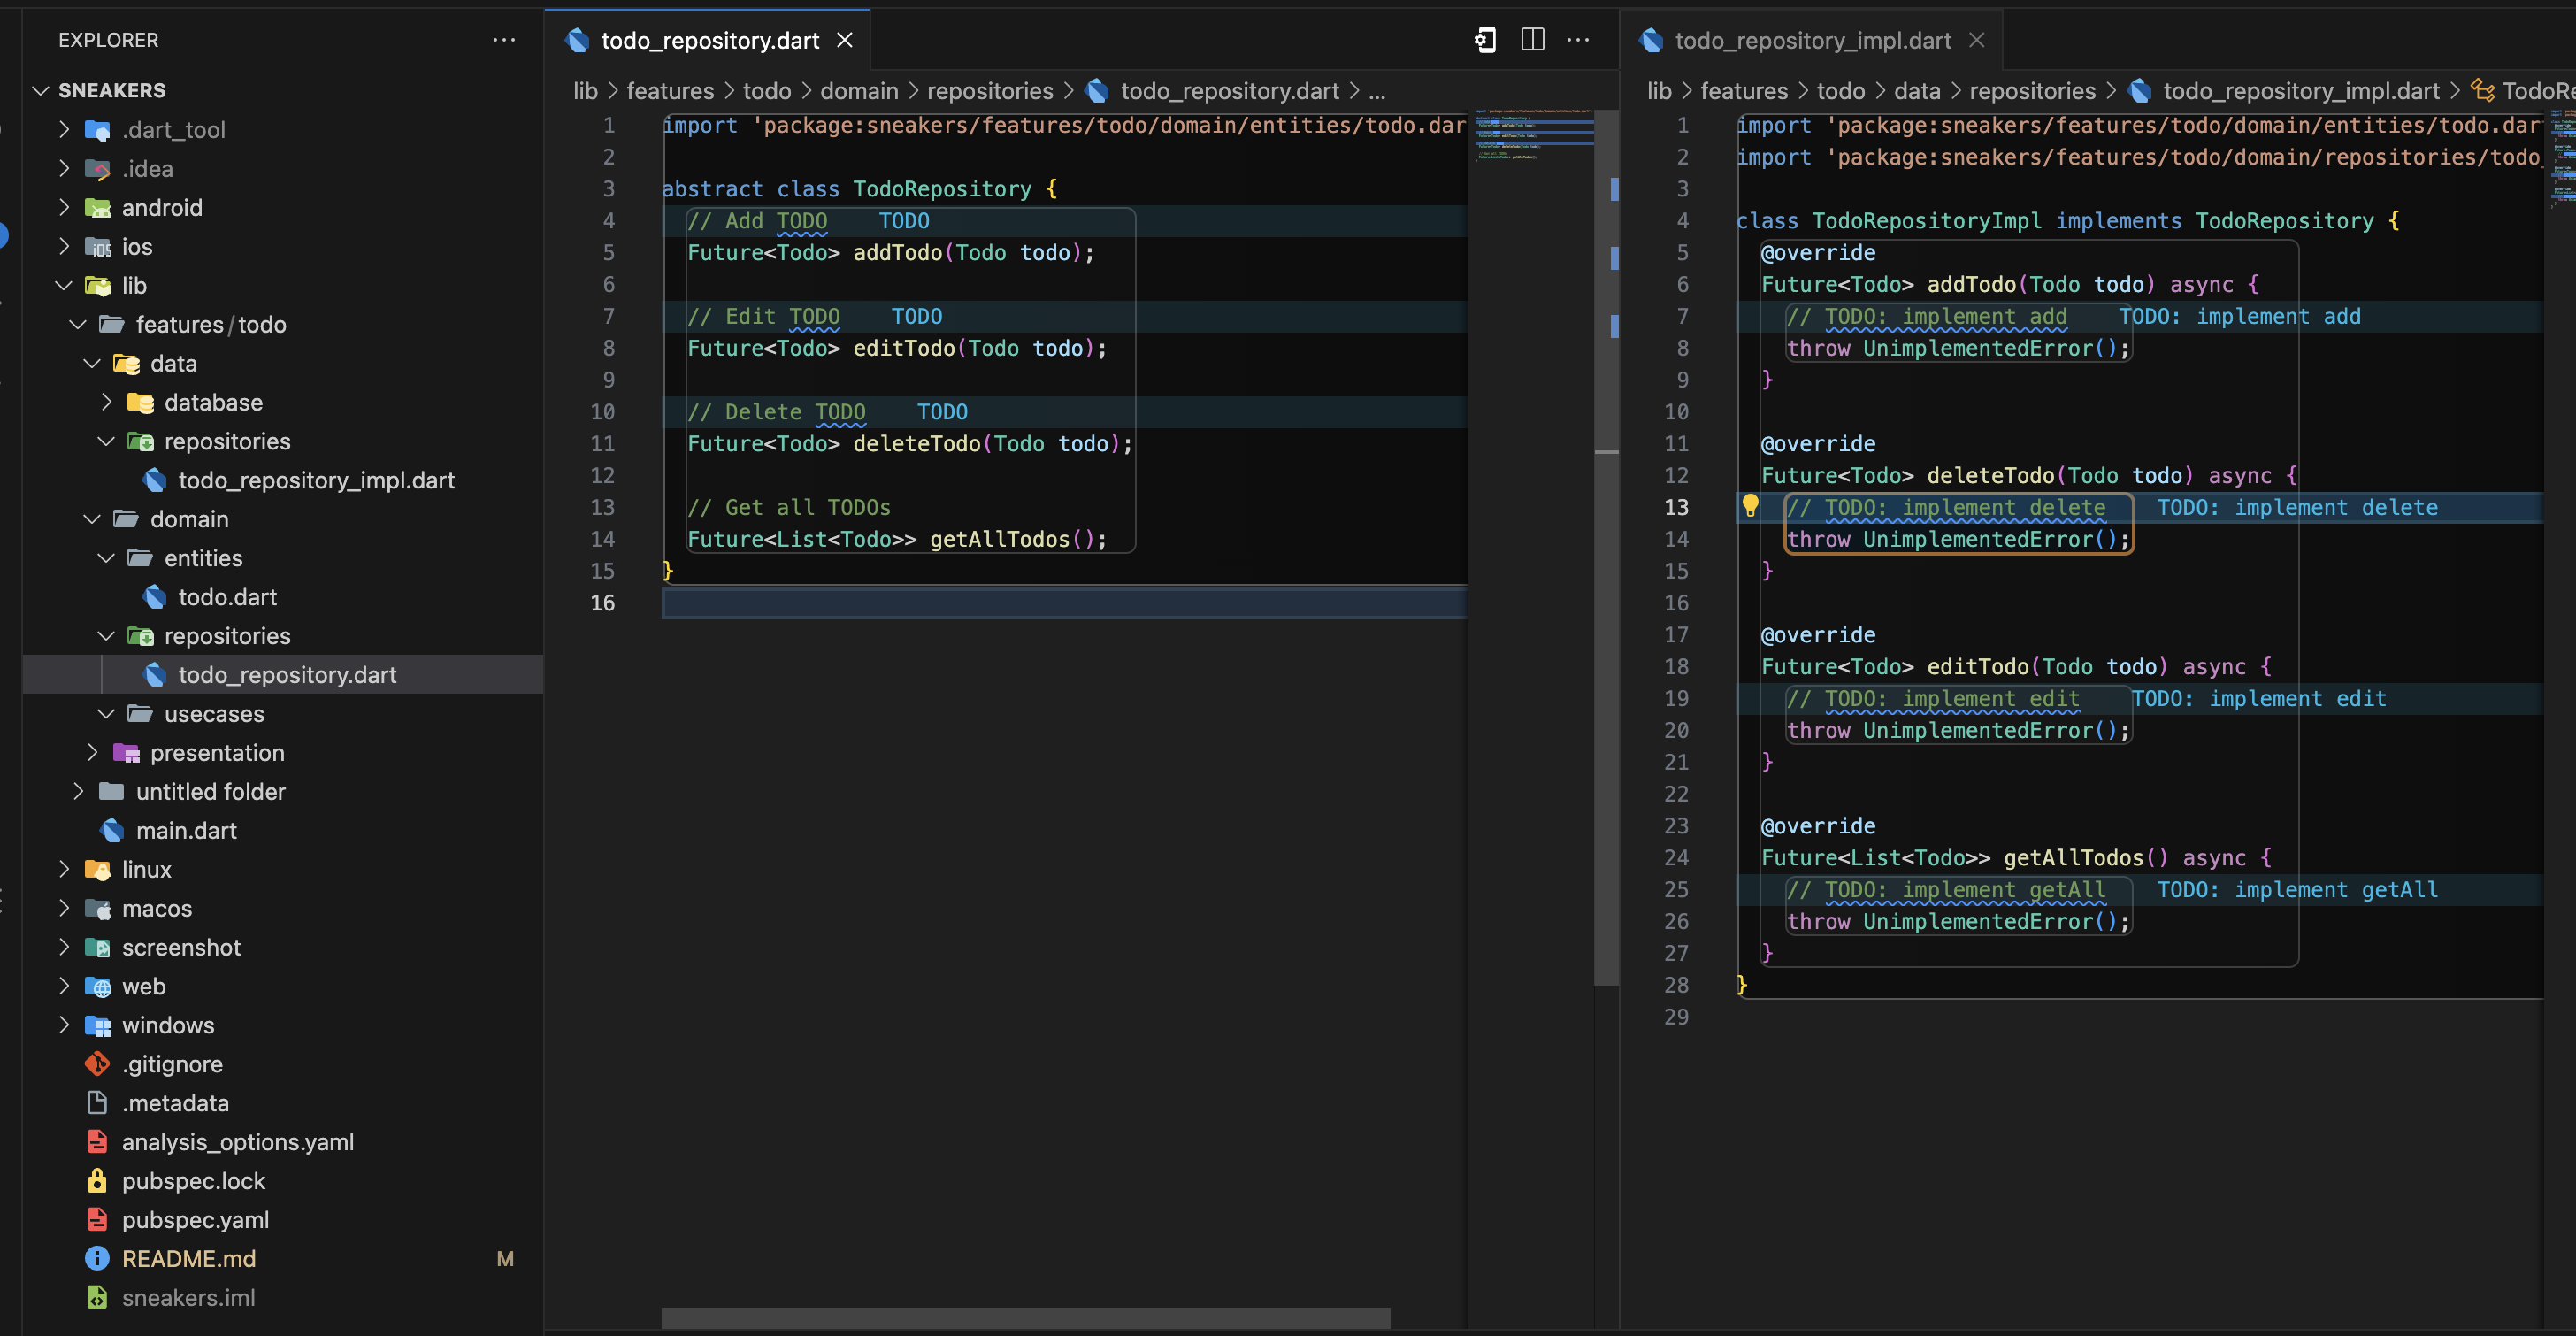 EXPLORER
SNEAKERS
.dart_tool
.idea
android
ios
lib
features/todo
data
database
repositories
todo_repository_impl.dart
domain
entities
todo.dart
repositories
todo_repository.dart
usecases
presentation
untitled folder
main.dart
linux
macos
screenshot
web
windows
.gitignore
.metadata
analysis_options.yaml
pubspec.lock
pubspec.yaml
README.md M
sneakers.iml
todo_repository.dart
lib > features > todo > domain > repositories > todo_repository.dart > ...
1 import 'package:sneakers/features/todo/domain/entities/todo.dar
2
3 abstract class TodoRepository {
4 // Add TODO TODO
5 Future<Todo> addTodo(Todo todo);
6
7 // Edit TODO TODO
8 Future<Todo> editTodo(Todo todo);
9
10 // Delete TODO TODO
11 Future<Todo> deleteTodo(Todo todo);
12
13 // Get all TODOs
14 Future<List<Todo>> getAllTodos();
15 }
16
todo_repository_impl.dart
lib > features > todo > data > repositories > todo_repository_impl.dart > TodoRe
1 import 'package:sneakers/features/todo/domain/entities/todo.dar
2 import 'package:sneakers/features/todo/domain/repositories/todo_
3
4 class TodoRepositoryImpl implements TodoRepository {
5 @override
6 Future<Todo> addTodo(Todo todo) async {
7 // TODO: implement add TODO: implement add
8 throw UnimplementedError();
9 }
10
11 @override
12 Future<Todo> deleteTodo(Todo todo) async {
13 // TODO: implement delete TODO: implement delete
14 throw UnimplementedError();
15 }
16
17 @override
18 Future<Todo> editTodo(Todo todo) async {
19 // TODO: implement edit TODO: implement edit
20 throw UnimplementedError();
21 }
22
23 @override
24 Future<List<Todo>> getAllTodos() async {
25 // TODO: implement getAll TODO: implement getAll
26 throw UnimplementedError();
27 }
28 }
29